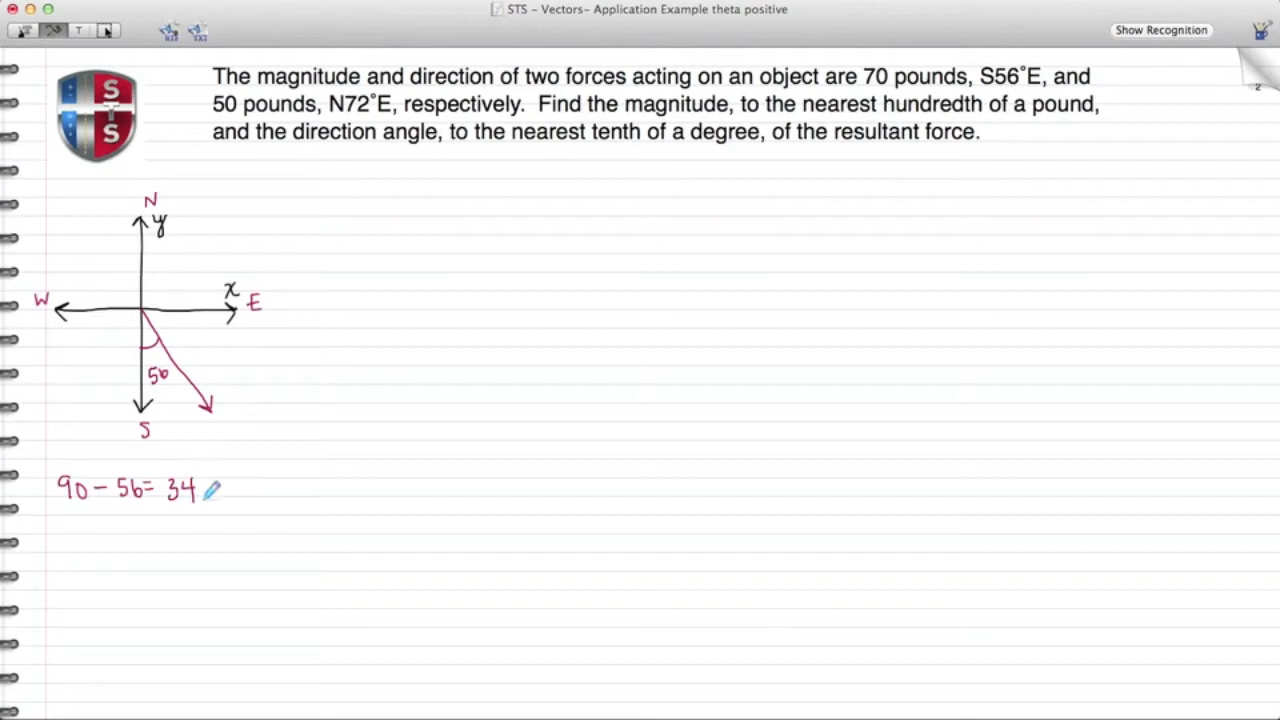 STS - Vectors- Application Example theta positive
T
Show Recognition
2
The magnitude and direction of two forces acting on an object are 70 pounds, S56°E, and
50 pounds, N72°E, respectively. Find the magnitude, to the nearest hundredth of a pound,
and the direction angle, to the nearest tenth of a degree, of the resultant force.
S
T
S
N
y
x
W
E
56
S
90 - 56 = 34